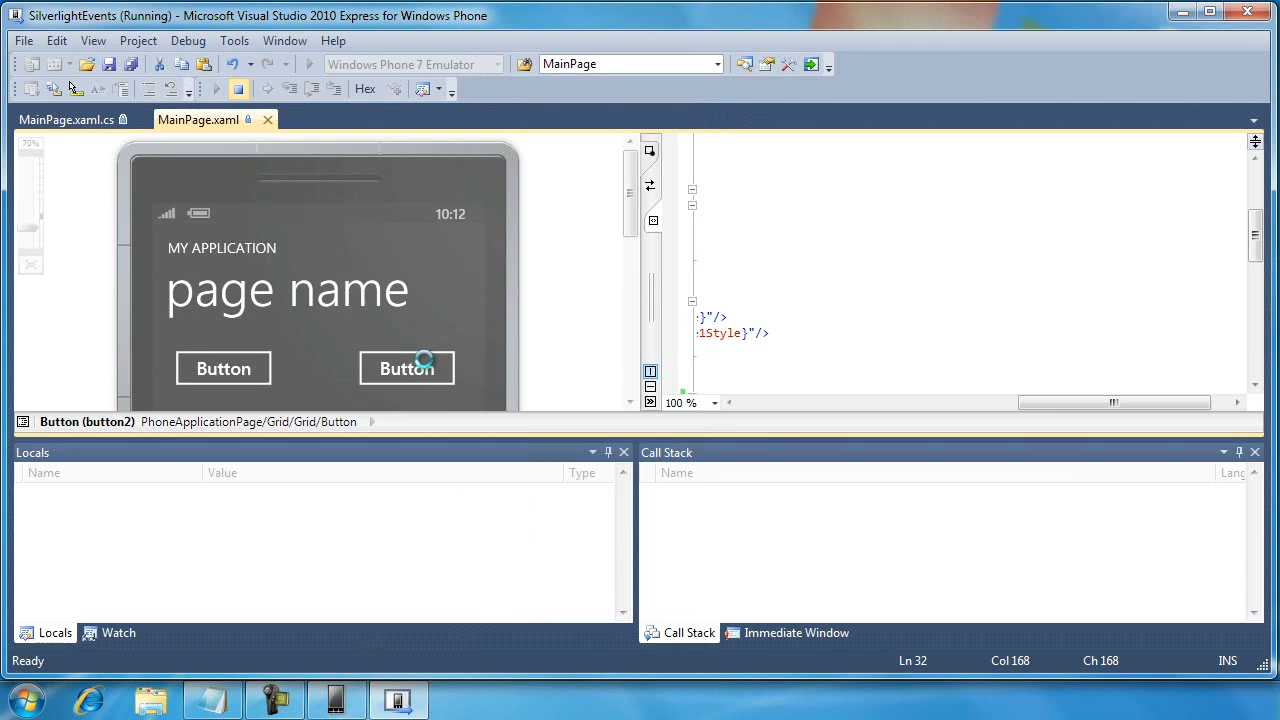 SilverlightEvents (Running) - Microsoft Visual Studio 2010 Express for Windows Phone
File Edit View Project Debug Tools Window Help
Windows Phone 7 Emulator MainPage
Hex
MainPage.xaml.cs MainPage.xaml
79%
10:12
MY APPLICATION
page name
Button Button
}"/>
1Style}"/>
100 %
Button (button2) PhoneApplicationPage/Grid/Grid/Button
Locals Call Stack
Name Value Type Name Lang
Locals Watch Call Stack Immediate Window
Ready Ln 32 Col 168 Ch 168 INS